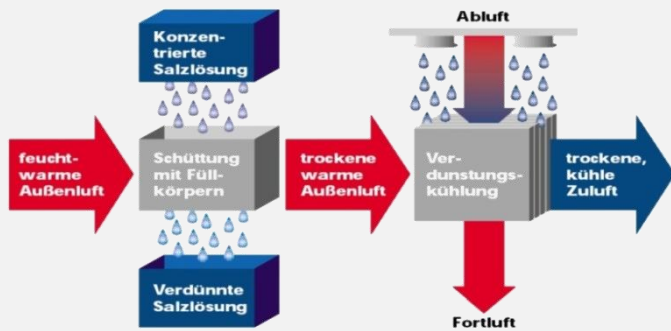 Konzen-
trierte
Salzlösung
Abluft
feucht-
warme
Außenluft
Schüttung
mit Füll-
körpern
trockene
warme
Außenluft
Ver-
dunstungs-
kühlung
trockene,
kühle
Zuluft
Verdünnte
Salzlösung
Fortluft